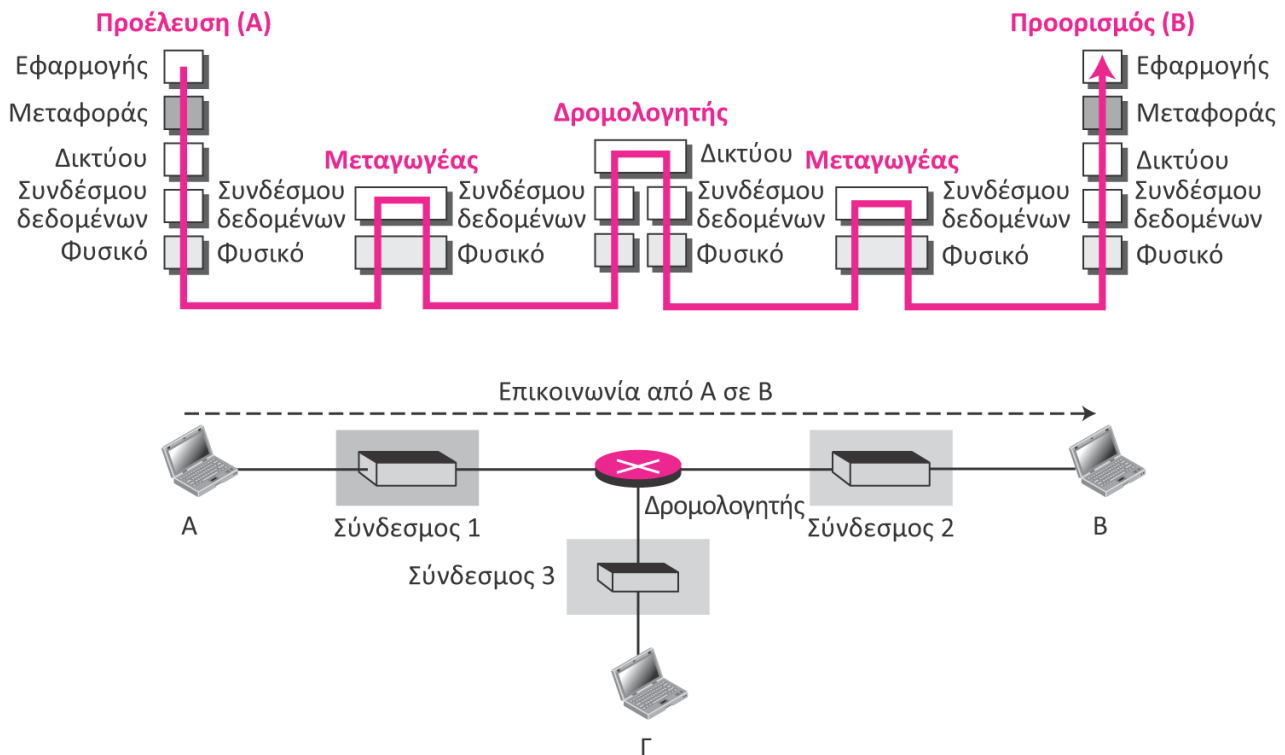 Προέλευση (Α)
Προορισμός (Β)
Εφαρμογής
Εφαρμογής
Μεταφοράς
Δρομολογητής
Μεταφοράς
Δικτύου
Μεταγωγέας
Δικτύου
Μεταγωγέας
Δικτύου
Συνδέσμου
δεδομένων
Συνδέσμου
δεδομένων
Συνδέσμου
δεδομένων
Συνδέσμου
δεδομένων
Συνδέσμου
δεδομένων
Συνδέσμου
δεδομένων
Φυσικό
Φυσικό
Φυσικό
Φυσικό
Φυσικό
Φυσικό
Επικοινωνία από Α σε Β
Α
Σύνδεσμος 1
Δρομολογητής
Σύνδεσμος 2
Β
Σύνδεσμος 3
Γ